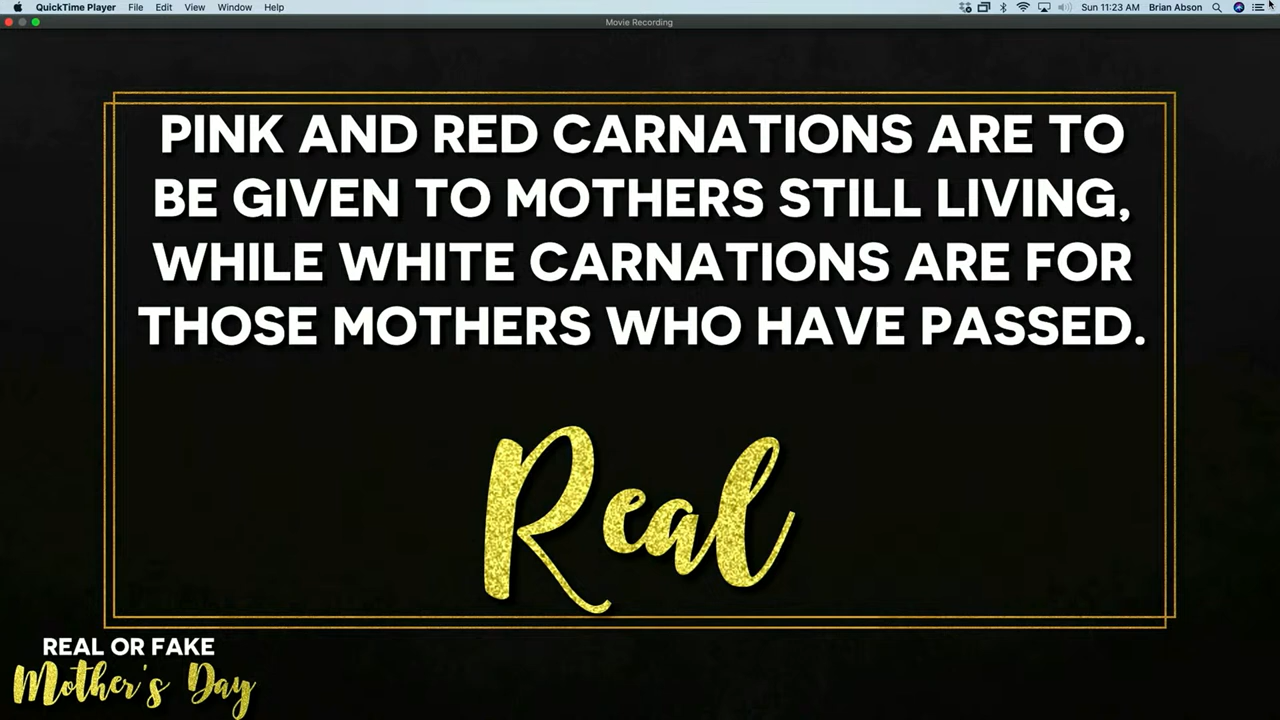 QuickTime Player File Edit View Window Help Sun 11:23 AM Brian Abson
Movie Recording
PINK AND RED CARNATIONS ARE TO
BE GIVEN TO MOTHERS STILL LIVING,
WHILE WHITE CARNATIONS ARE FOR
THOSE MOTHERS WHO HAVE PASSED.
Real
REAL OR FAKE
Mother's Day